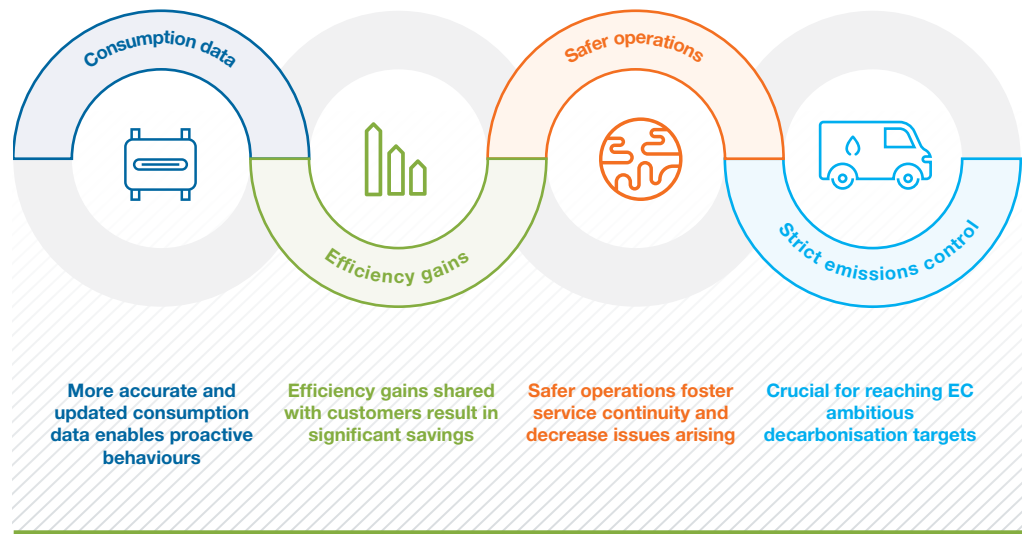 Consumption data
Safer operations
Efficiency gains
Strict emissions control
More accurate and
updated consumption
data enables proactive
behaviours
Efficiency gains shared
with customers result in
significant savings
Safer operations foster
service continuity and
decrease issues arising
Crucial for reaching EC
ambitious
decarbonisation targets